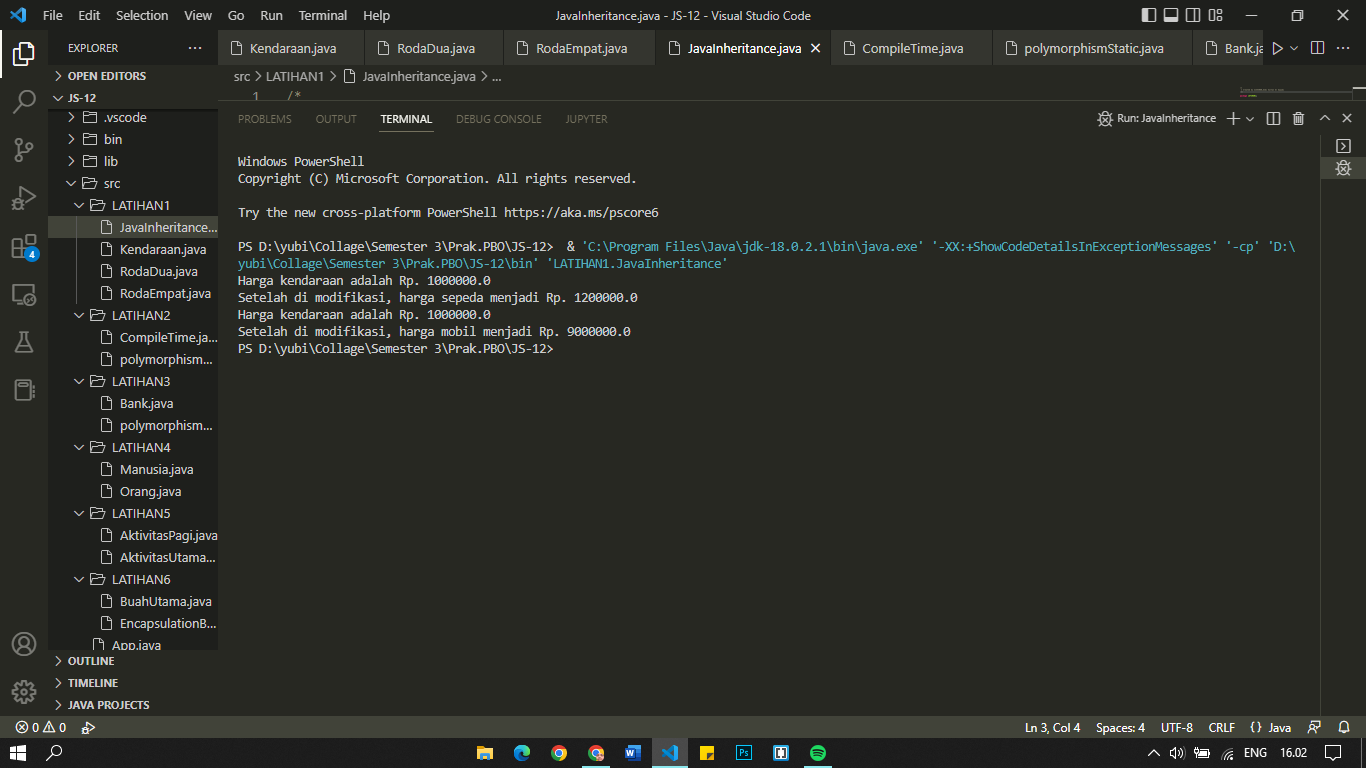 File Edit Selection View Go Run Terminal Help JavaInheritance.java - JS-12 - Visual Studio Code
EXPLORER ...
Kendaraan.java RodaDua.java RodaEmpat.java JavaInheritance.java CompileTime.java polymorphismStatic.java Bank.ja
OPEN EDITORS
JS-12
.vscode
bin
lib
src
LATIHAN1
JavaInheritance...
Kendaraan.java
RodaDua.java
RodaEmpat.java
LATIHAN2
CompileTime.ja...
polymorphism...
LATIHAN3
Bank.java
polymorphism...
LATIHAN4
Manusia.java
Orang.java
LATIHAN5
AktivitasPagi.java
AktivitasUtama...
LATIHAN6
BuahUtama.java
EncapsulationB...
App.java
OUTLINE
TIMELINE
JAVA PROJECTS
4
src > LATIHAN1 > JavaInheritance.java > ...
1 /*
PROBLEMS OUTPUT TERMINAL DEBUG CONSOLE JUPYTER
Run: JavaInheritance
Windows PowerShell
Copyright (C) Microsoft Corporation. All rights reserved.
Try the new cross-platform PowerShell https://aka.ms/pscore6
PS D:\yubi\Collage\Semester 3\Prak.PBO\JS-12>  & 'C:\Program Files\Java\jdk-18.0.2.1\bin\java.exe' '-XX:+ShowCodeDetailsInExceptionMessages' '-cp' 'D:\
yubi\Collage\Semester 3\Prak.PBO\JS-12\bin' 'LATIHAN1.JavaInheritance'
Harga kendaraan adalah Rp. 1000000.0
Setelah di modifikasi, harga sepeda menjadi Rp. 1200000.0
Harga kendaraan adalah Rp. 1000000.0
Setelah di modifikasi, harga mobil menjadi Rp. 9000000.0
PS D:\yubi\Collage\Semester 3\Prak.PBO\JS-12>
0 0 Ln 3, Col 4 Spaces: 4 UTF-8 CRLF {} Java
ENG 16.02